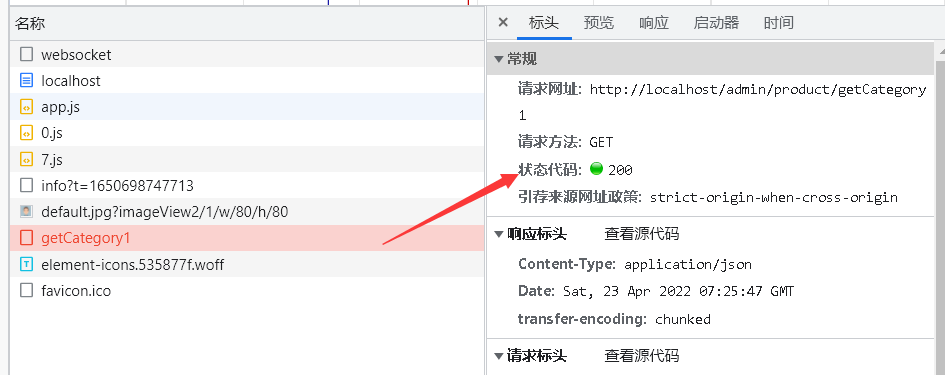 名称
websocket
localhost
app.js
0.js
7.js
info?t=1650698747713
default.jpg?imageView2/1/w/80/h/80
getCategory1
element-icons.535877f.woff
favicon.ico
× 标头 预览 响应 启动器 时间
▼常规
请求网址: http://localhost/admin/product/getCategory
1
请求方法: GET
状态代码: 200
引荐来源网址政策: strict-origin-when-cross-origin
▼响应标头 查看源代码
Content-Type: application/json
Date: Sat, 23 Apr 2022 07:25:47 GMT
transfer-encoding: chunked
▼请求标头 查看源代码